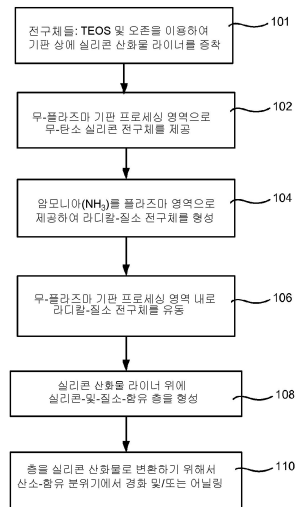 전구체들: TEOS 및 오존을 이용하여
기판 상에 실리콘 산화물 라이너를 증착
101
무-플라즈마 기판 프로세싱 영역으로
무-탄소 실리콘 전구체를 제공
102
암모니아(NH₃)를 플라즈마 영역으로
제공하여 라디칼-질소 전구체를 형성
104
무-플라즈마 기판 프로세싱 영역 내로
라디칼-질소 전구체를 유동
106
실리콘 산화물 라이너 위에
실리콘-및-질소-함유 층을 형성
108
층을 실리콘 산화물로 변환하기 위해서
산소-함유 분위기에서 경화 및/또는 어닐링
110